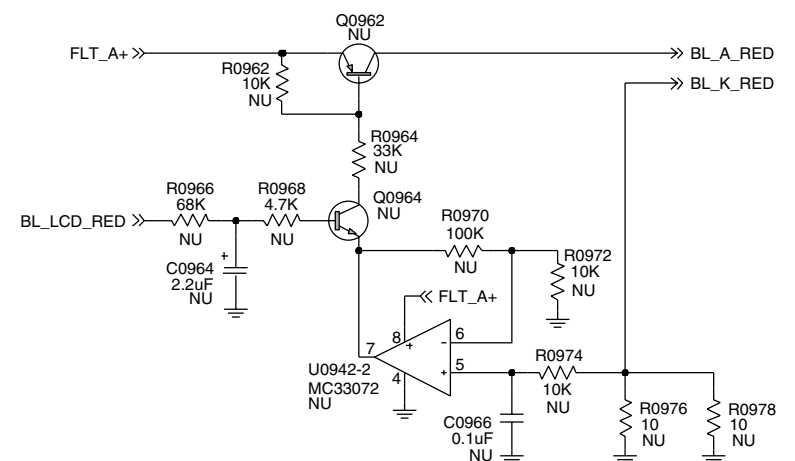 Q0962
NU
FLT_A+
BL_A_RED
R0962
10K
NU
BL_K_RED
R0964
33K
NU
R0966
68K
NU
R0968
4.7K
NU
Q0964
NU
BL_LCD_RED
R0970
100K
NU
+
C0964
2.2uF
NU
R0972
10K
NU
FLT_A+
8
+
7
-
6
+
5
4
U0942-2
MC33072
NU
R0974
10K
NU
C0966
0.1uF
NU
R0976
10
NU
R0978
10
NU